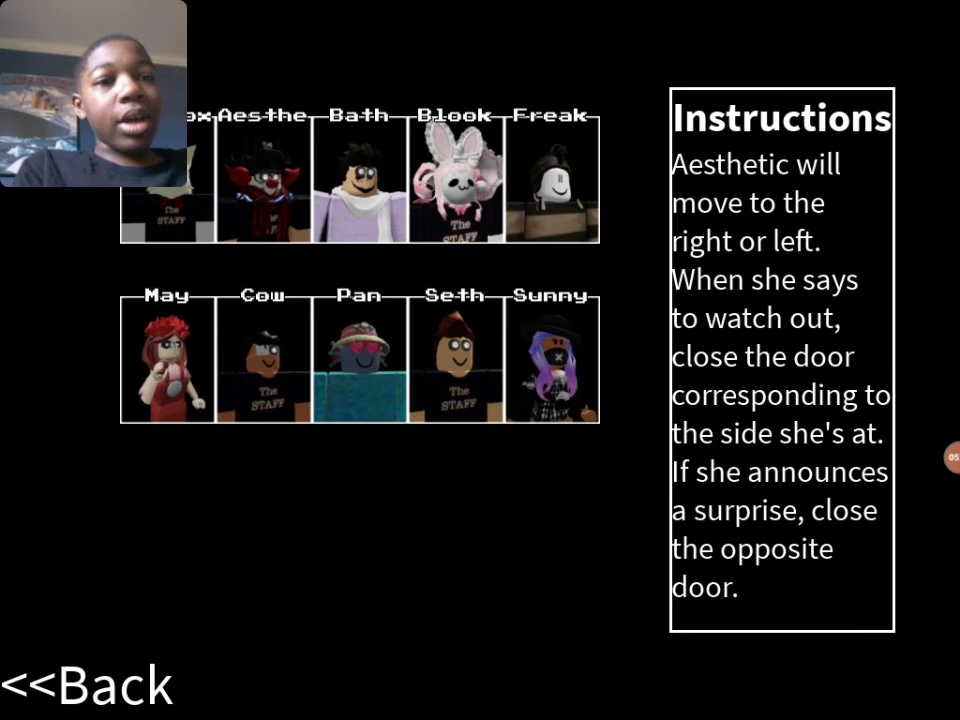 ox Aesthe Bath Blook Freak
The
STAFF
The
STAFF
May Cow Pan Seth Sunny
The
STAFF
The
STAFF
Instructions
Aesthetic will
move to the
right or left.
When she says
to watch out,
close the door
corresponding to
the side she's at.
If she announces
a surprise, close
the opposite
door.
05
<<Back